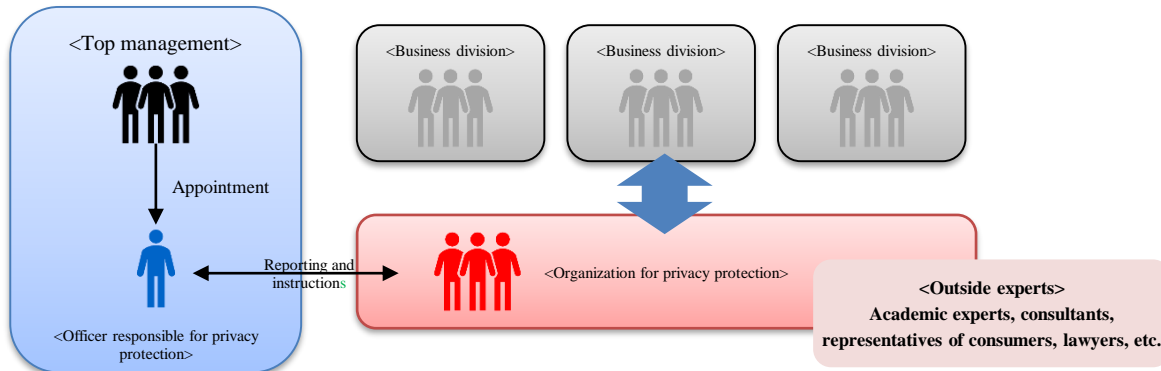 <Top management>
Appointment
<Officer responsible for privacy
protection>
<Business division>
<Business division>
<Business division>
Reporting and
instructions
<Organization for privacy protection>
<Outside experts>
Academic experts, consultants,
representatives of consumers, lawyers, etc.